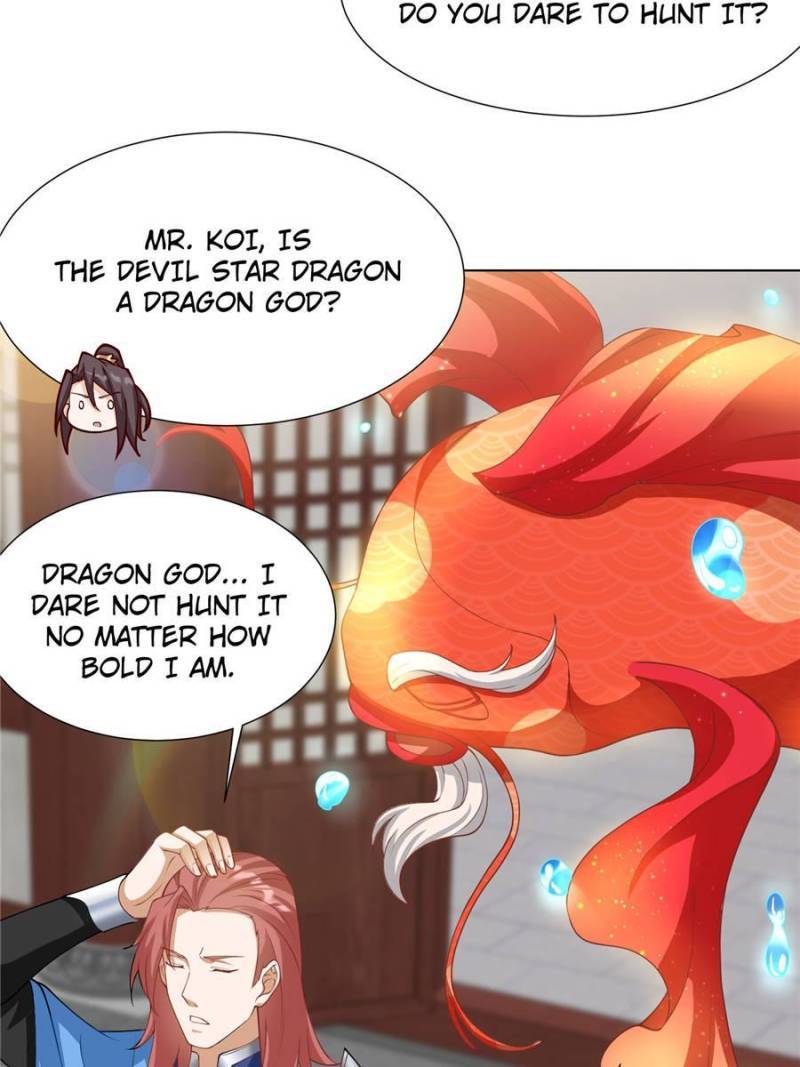 DO YOU DARE TO HUNT IT?
MR. KOI, IS
THE DEVIL STAR DRAGON
A DRAGON GOD?
DRAGON GOD... I
DARE NOT HUNT IT
NO MATTER HOW
BOLD I AM.